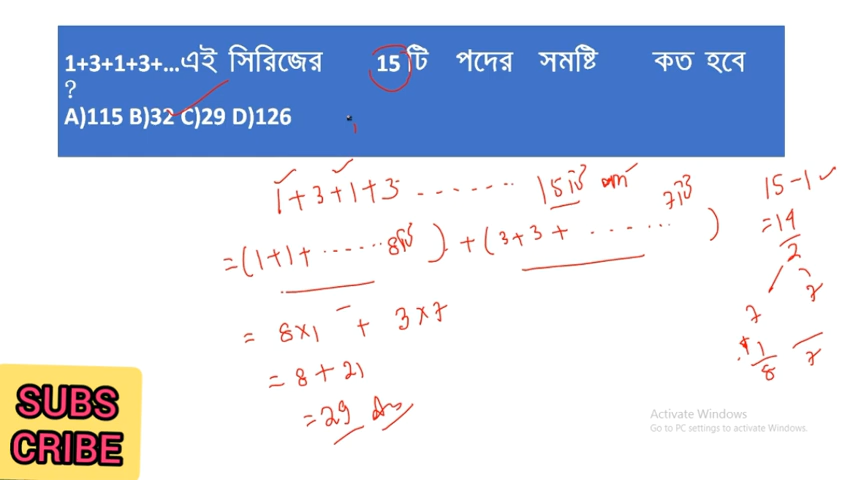 1+3+1+3+...এই সিরিজের 15টি পদের সমষ্টি কত হবে
?
A)115 B)32 C)29 D)126
1+3+1+3 ....... 15টি পদ
=(1+1+ ...... 8টি) + (3+3+ ....... 7টি)
= 8×1 + 3×7
= 8+21
=29 Ans
15-1
=14
2
7 7
+1
8 7
SUBS
CRIBE
Activate Windows
Go to PC settings to activate Windows.